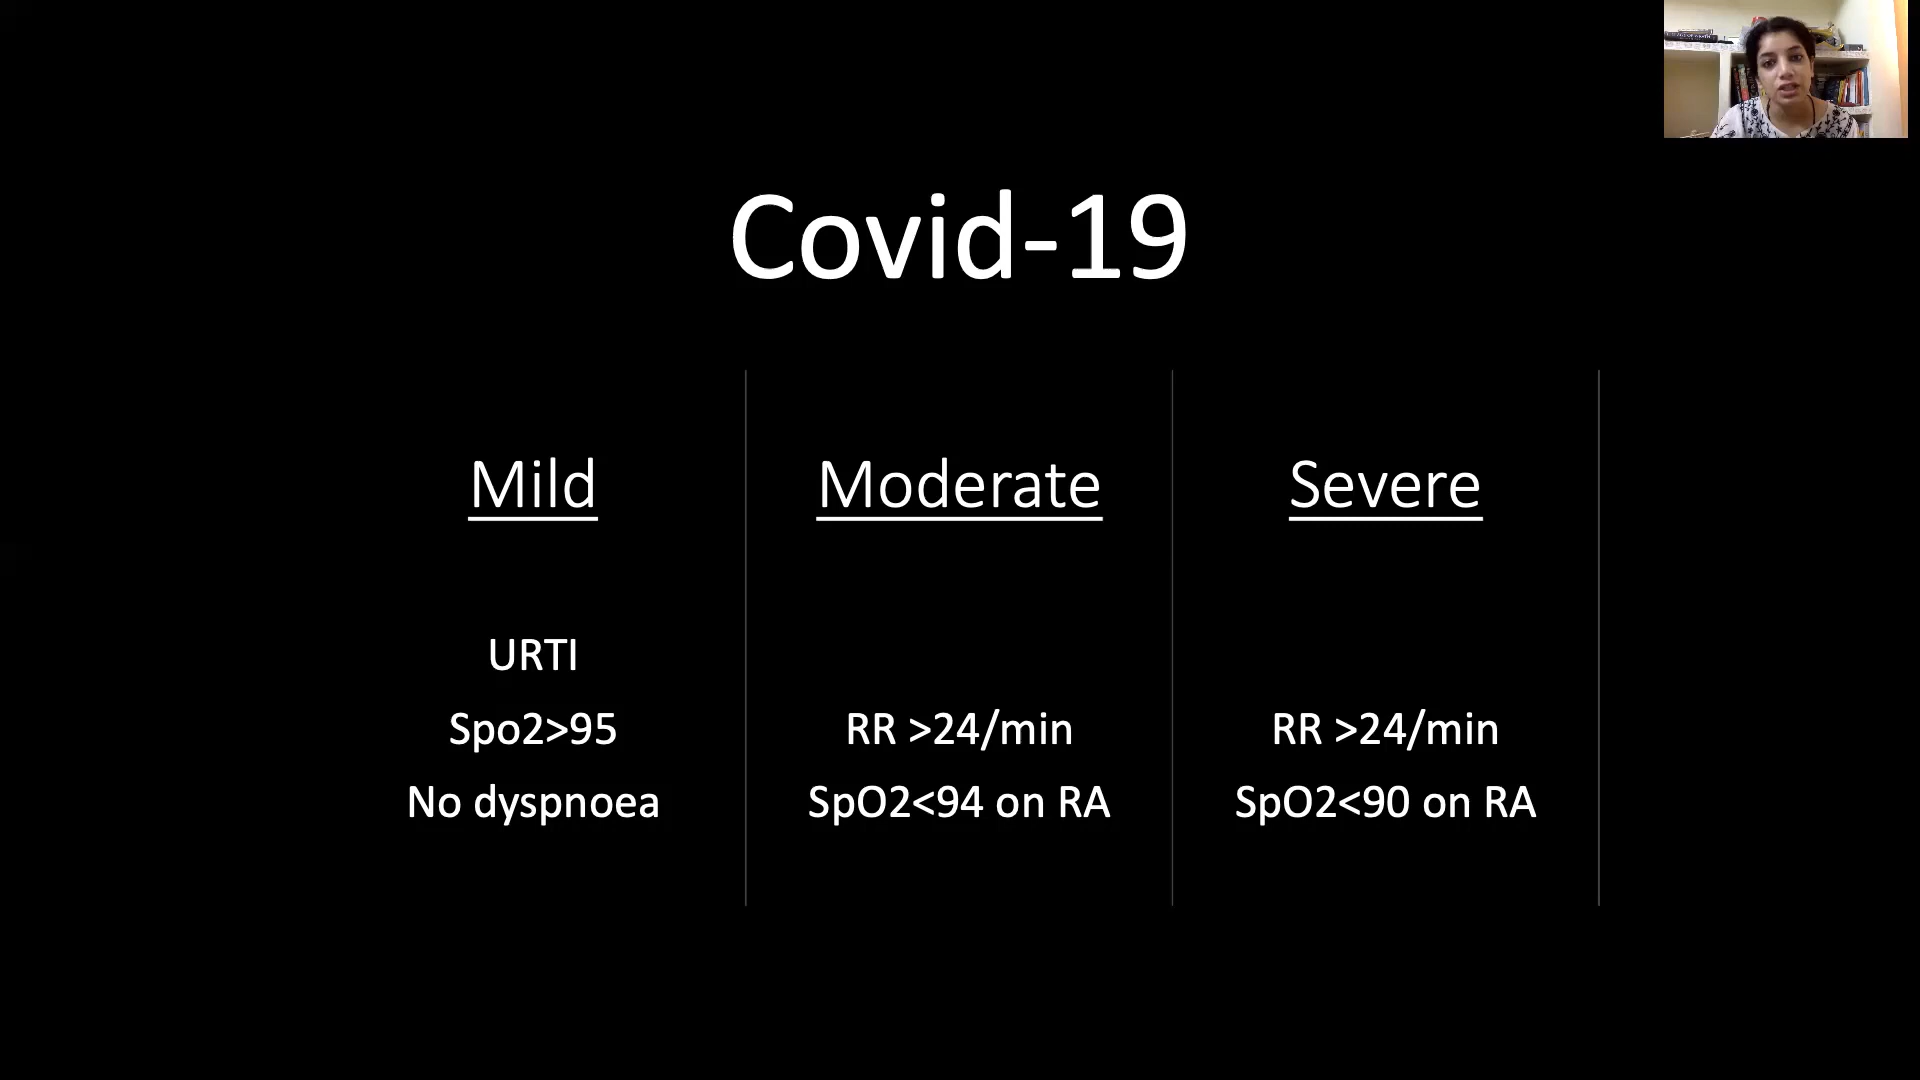 Covid-19
Mild
URTI
Spo2>95
No dyspnoea
Moderate
RR >24/min
SpO2<94 on RA
Severe
RR >24/min
SpO2<90 on RA